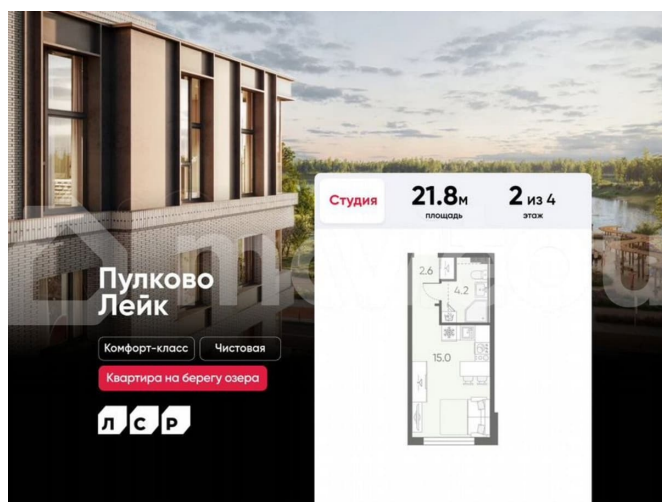 Студия
21.8м
площадь
2 из 4
этаж
2.6
4.2
15.0
Пулково
Лейк
Комфорт-класс
Чистовая
Квартира на берегу озера
ЛСР